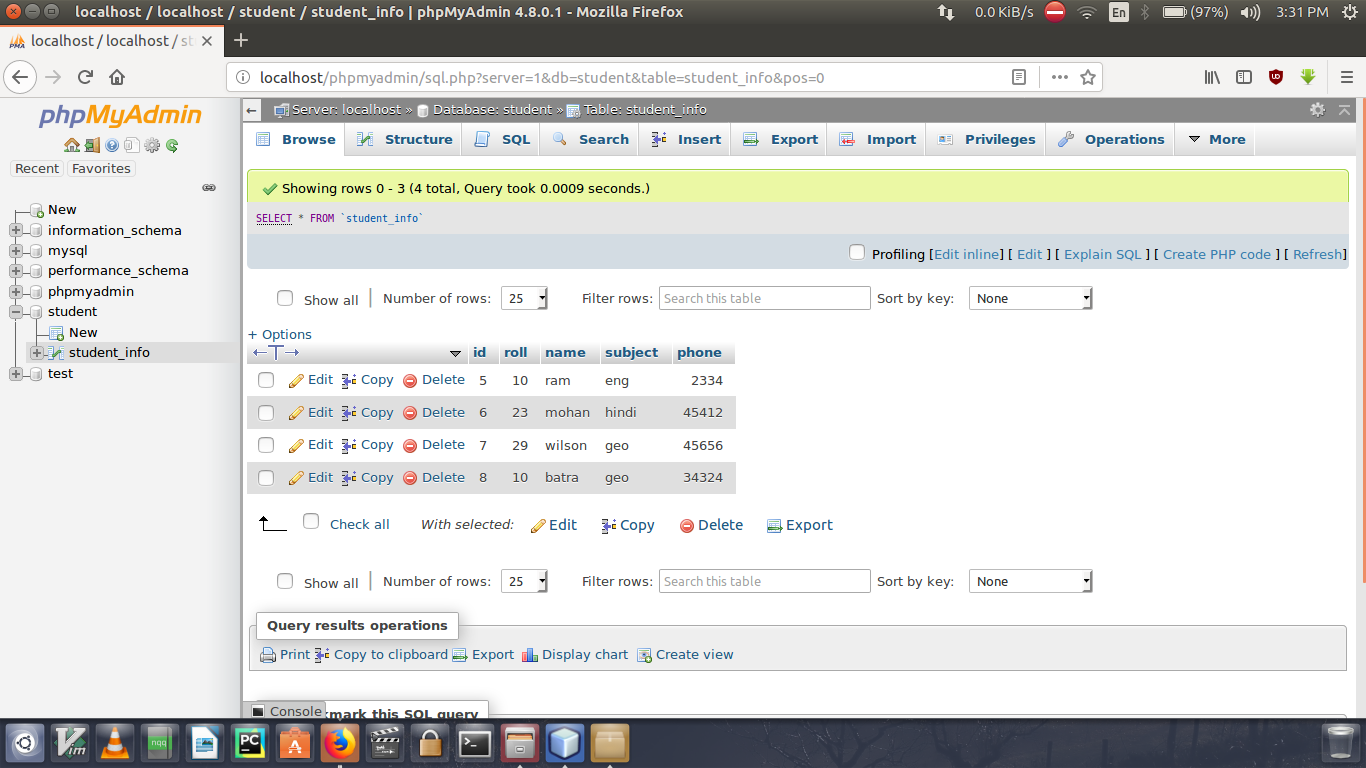 localhost / localhost / student / student_info | phpMyAdmin 4.8.0.1 - Mozilla Firefox
0.0 KiB/s En (97%) 3:31 PM
localhost / localhost / st
localhost/phpmyadmin/sql.php?server=1&db=student&table=student_info&pos=0
phpMyAdmin
Recent Favorites
New
information_schema
mysql
performance_schema
phpmyadmin
student
New
student_info
test
Server: localhost » Database: student » Table: student_info
Browse Structure SQL Search Insert Export Import Privileges Operations More
Showing rows 0 - 3 (4 total, Query took 0.0009 seconds.)
SELECT * FROM `student_info`
Profiling [Edit inline] [ Edit ] [ Explain SQL ] [ Create PHP code ] [ Refresh]
Show all | Number of rows: 25 Filter rows: Search this table Sort by key: None
+ Options
←T→ id roll name subject phone
Edit Copy Delete 5 10 ram eng 2334
Edit Copy Delete 6 23 mohan hindi 45412
Edit Copy Delete 7 29 wilson geo 45656
Edit Copy Delete 8 10 batra geo 34324
Check all With selected: Edit Copy Delete Export
Show all | Number of rows: 25 Filter rows: Search this table Sort by key: None
Query results operations
Print Copy to clipboard Export Display chart Create view
Console kmark this SQL query
Vim nqq PC